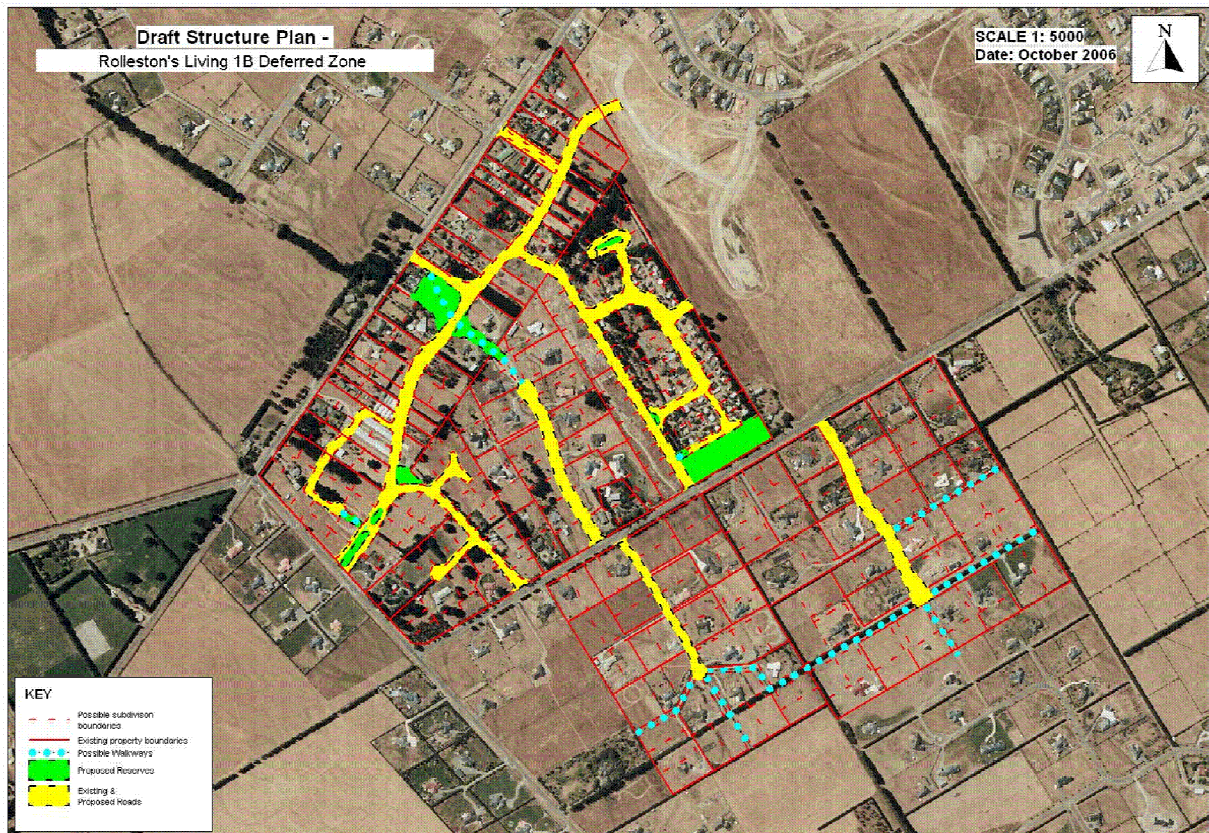 Draft Structure Plan -
Rolleston's Living 1B Deferred Zone
SCALE 1: 5000
Date: October 2006
N
KEY
Possible subdivison
boundaries
Existing property boundaries
Possible Walkways
Proposed Reserves
Existing &
Proposed Roads